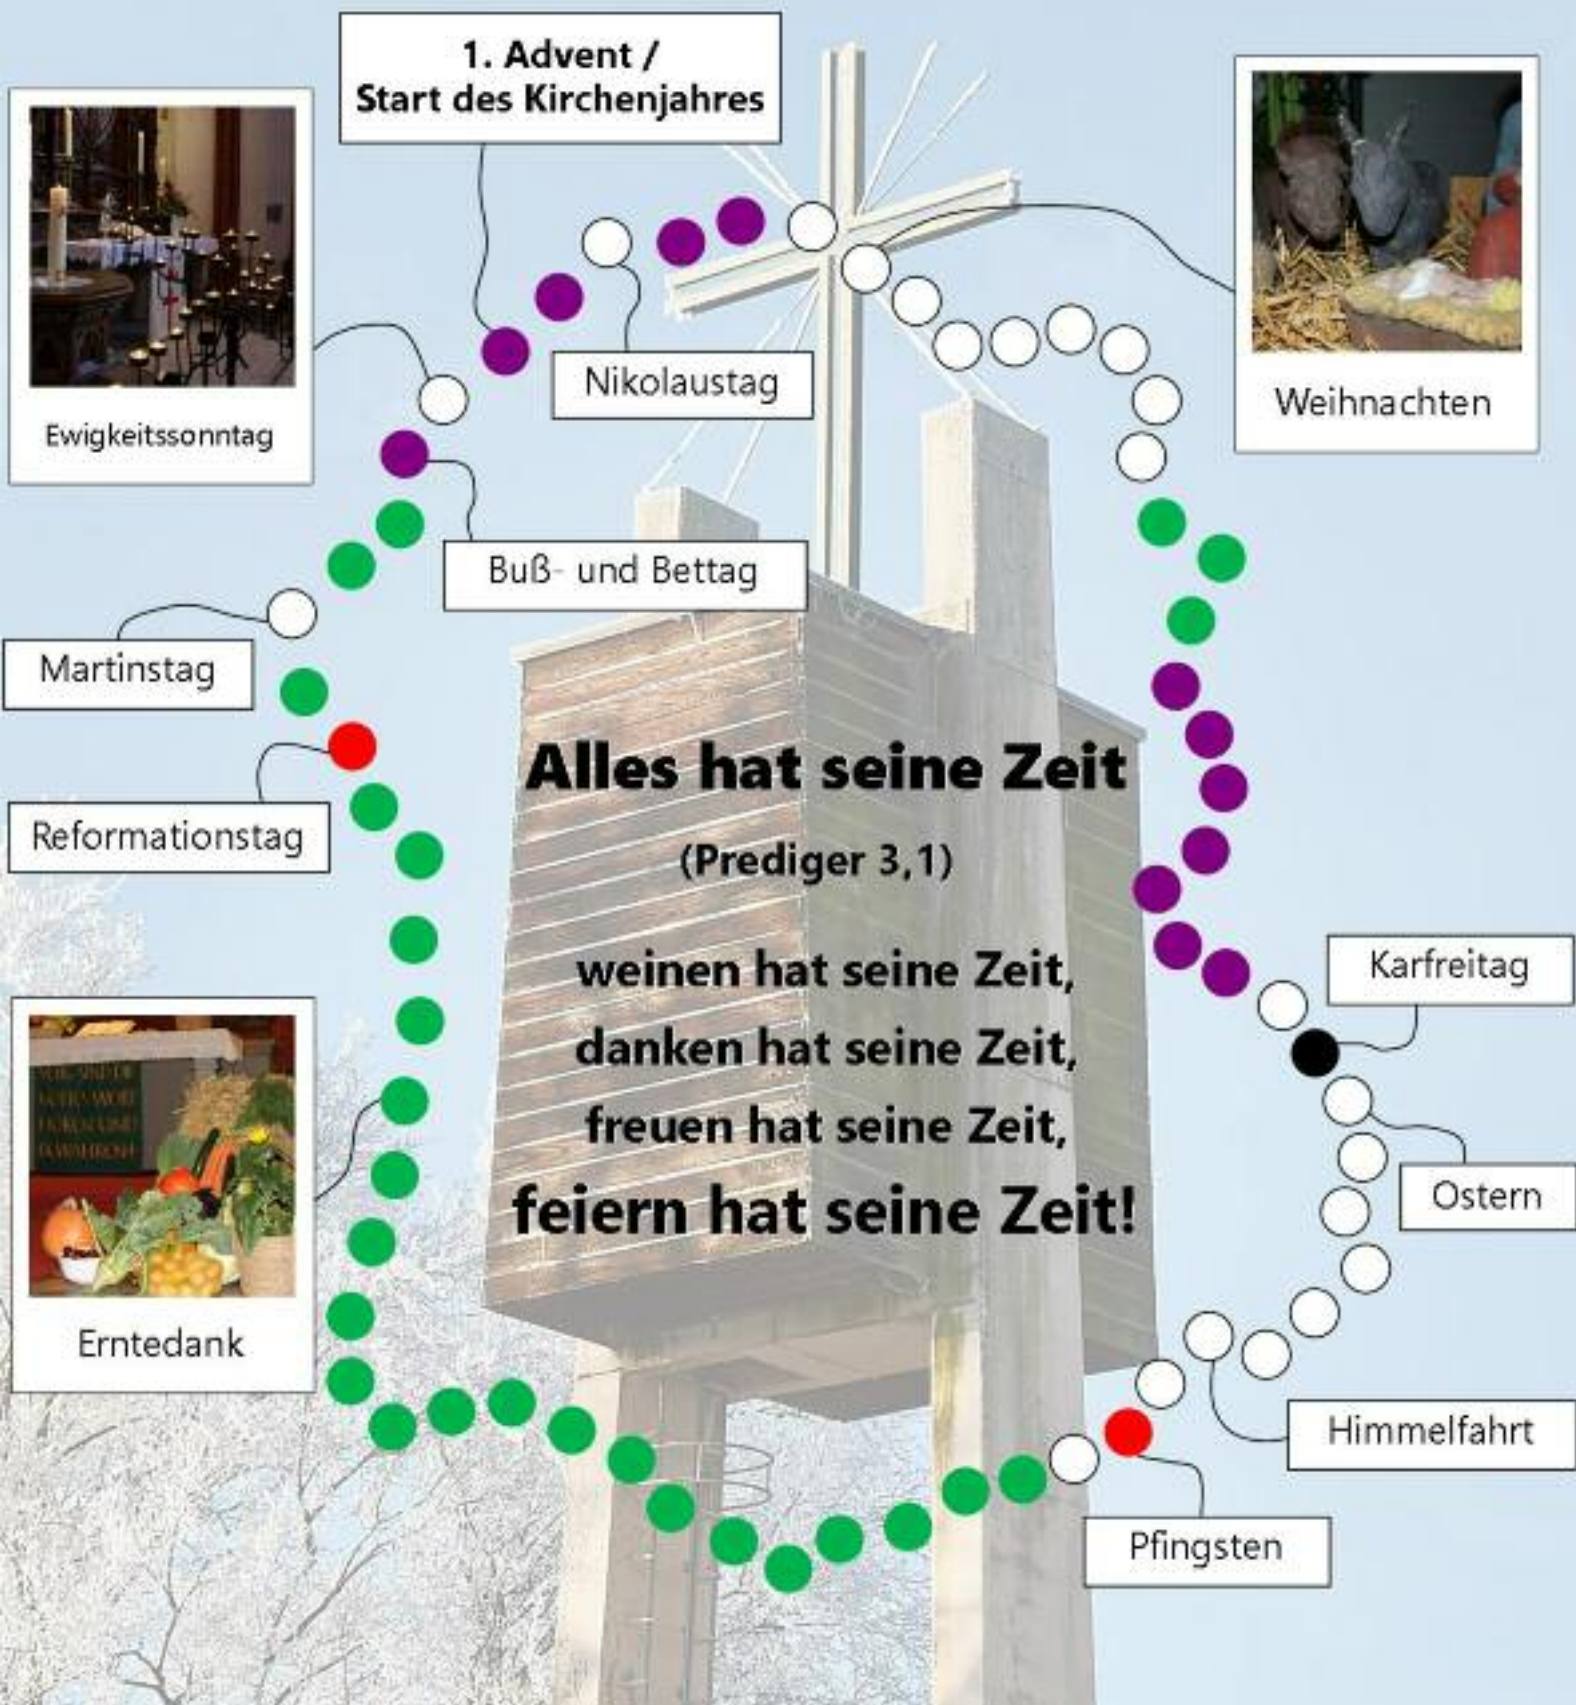 1. Advent /
Start des Kirchenjahres
Weihnachten
Nikolaustag
Ewigkeitssonntag
Buß- und Bettag
Martinstag
Reformationstag
Alles hat seine Zeit
(Prediger 3,1)
weinen hat seine Zeit,
danken hat seine Zeit,
freuen hat seine Zeit,
feiern hat seine Zeit!
Karfreitag
Ostern
Erntedank
Himmelfahrt
Pfingsten